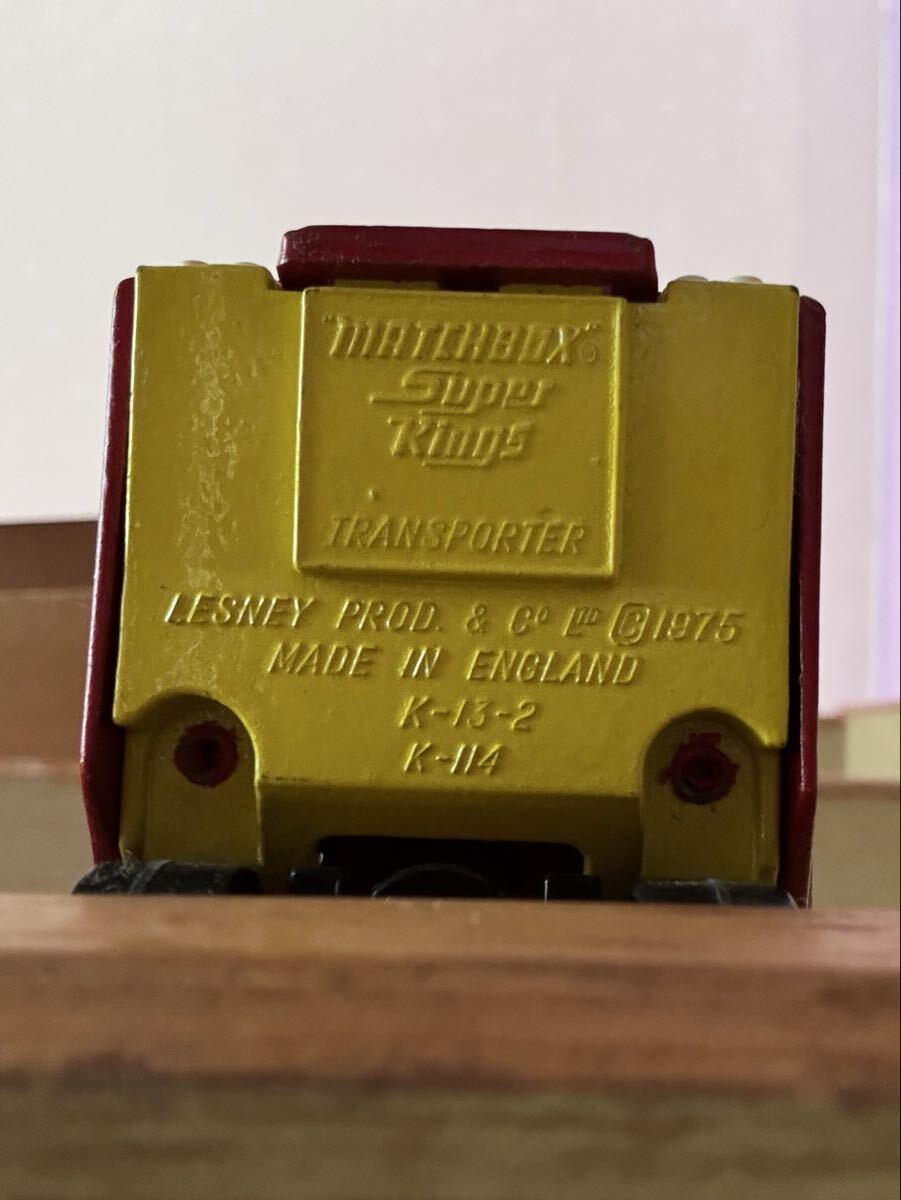 "MATCHBOX"®
Super
Kings
TRANSPORTER
LESNEY PROD. & Cº LTD © 1975
MADE IN ENGLAND
K-13-2
K-114